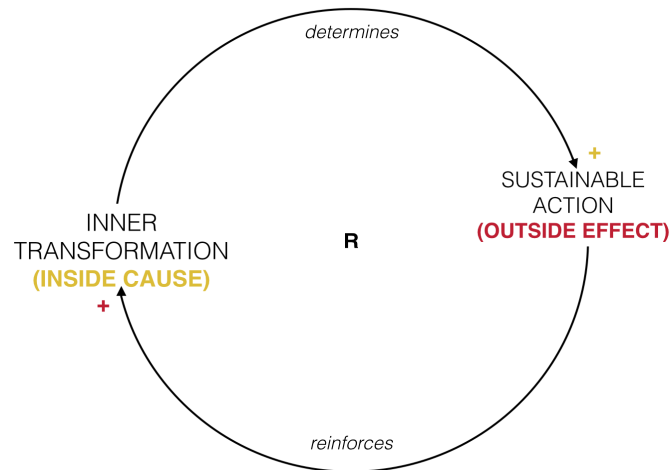 determines
+
SUSTAINABLE
ACTION
(OUTSIDE EFFECT)
INNER
TRANSFORMATION
(INSIDE CAUSE)
+
R
reinforces